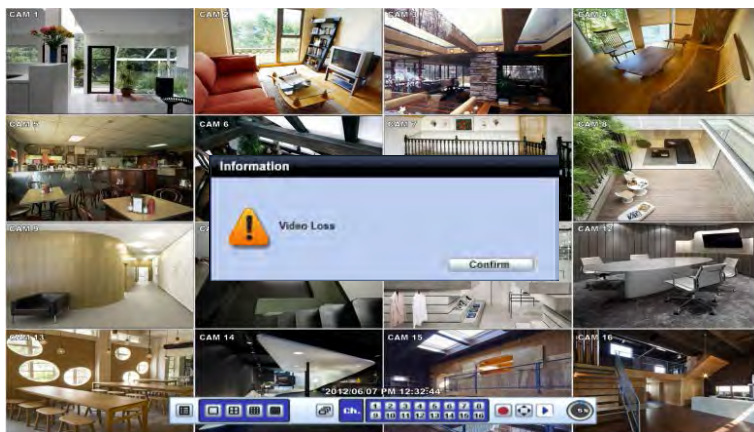 CAM 1
CAM 2
CAM 3
CAM 4
CAM 5
CAM 6
CAM 7
CAM 8
Information
Video Loss
Confirm
CAM 9
CAM 12
CAM 13
CAM 14
CAM 15
CAM 16
2012/06/07 PM 12:32:44
Ch. 1 2 3 4 5 6 7 8
9 10 11 12 13 14 15 16